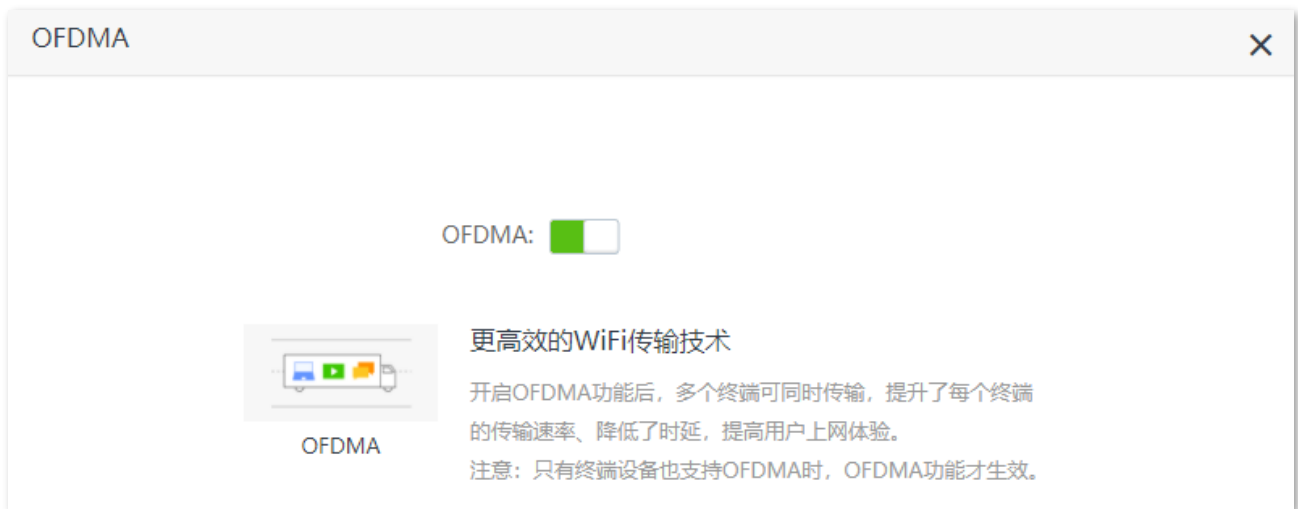 OFDMA
OFDMA:
更高效的WiFi传输技术
开启OFDMA功能后，多个终端可同时传输，提升了每个终端
的传输速率、降低了时延，提高用户上网体验。
注意：只有终端设备也支持OFDMA时，OFDMA功能才生效。
OFDMA